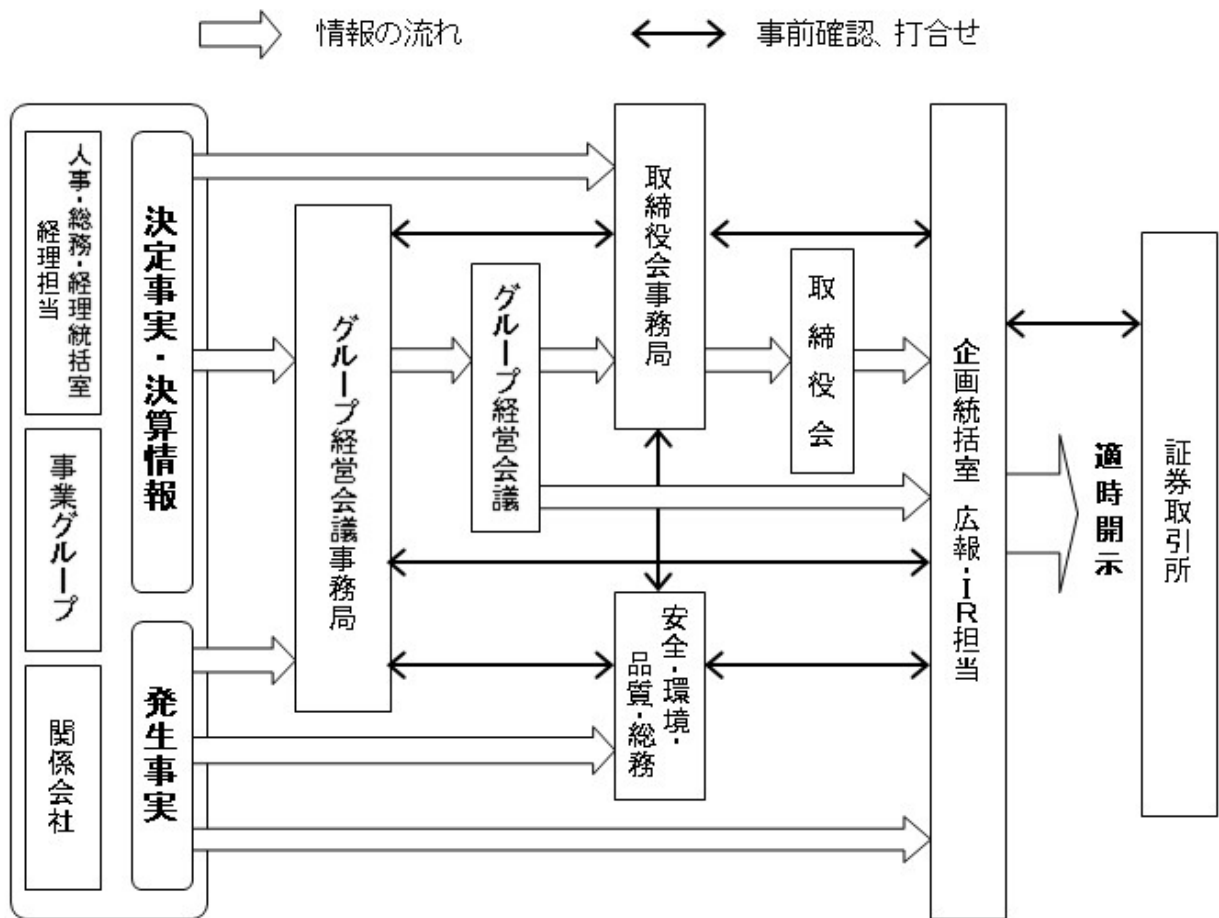 情報の流れ
事前確認、打合せ
人事・総務・経理統括室
経理担当
事業グループ
関係会社
決定事実・決算情報
発生事実
グループ経営会議事務局
グループ経営会議
取締役会事務局
安全・環境・
品質・総務
取締役会
企画統括室 広報・IR担当
適時開示
証券取引所